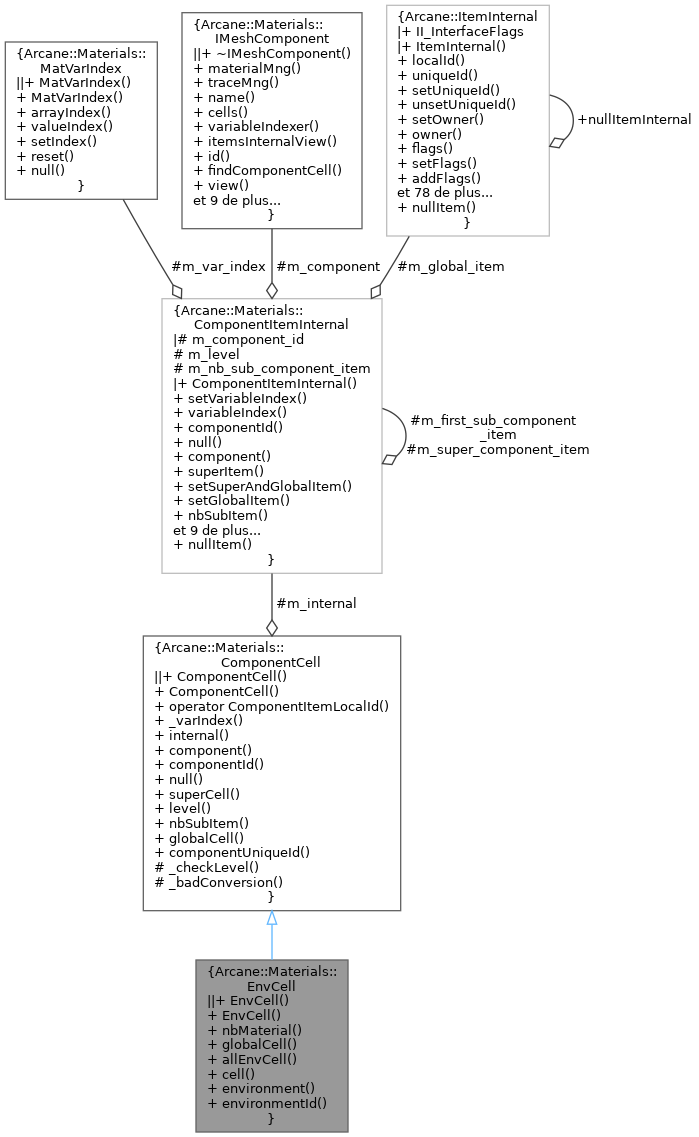 {Arcane::Materials::
MatVarIndex
||+ MatVarIndex()
+ MatVarIndex()
+ arrayIndex()
+ valueIndex()
+ setIndex()
+ reset()
+ null()
}
{Arcane::Materials::
IMeshComponent
||+ ~IMeshComponent()
+ materialMng()
+ traceMng()
+ name()
+ cells()
+ variableIndexer()
+ itemsInternalView()
+ id()
+ findComponentCell()
+ view()
et 9 de plus...
}
{Arcane::ItemInternal
|+ II_InterfaceFlags
|+ ItemInternal()
+ localId()
+ uniqueId()
+ setUniqueId()
+ unsetUniqueId()
+ setOwner()
+ owner()
+ flags()
+ setFlags()
+ addFlags()
et 78 de plus...
+ nullItem()
}
+nullItemInternal
#m_var_index
#m_component
#m_global_item
{Arcane::Materials::
ComponentItemInternal
|# m_component_id
# m_level
# m_nb_sub_component_item
|+ ComponentItemInternal()
+ setVariableIndex()
+ variableIndex()
+ componentId()
+ null()
+ component()
+ superItem()
+ setSuperAndGlobalItem()
+ setGlobalItem()
+ nbSubItem()
et 9 de plus...
+ nullItem()
}
#m_first_sub_component
_item
#m_super_component_item
#m_internal
{Arcane::Materials::
ComponentCell
||+ ComponentCell()
+ ComponentCell()
+ operator ComponentItemLocalId()
+ _varIndex()
+ internal()
+ component()
+ componentId()
+ null()
+ superCell()
+ level()
+ nbSubItem()
+ globalCell()
+ componentUniqueId()
# _checkLevel()
# _badConversion()
}
{Arcane::Materials::
EnvCell
||+ EnvCell()
+ EnvCell()
+ nbMaterial()
+ globalCell()
+ allEnvCell()
+ cell()
+ environment()
+ environmentId()
}